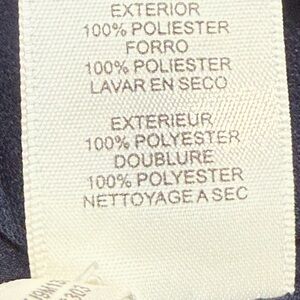 EXTERIOR
100% POLIESTER
FORRO
100% POLIESTER
LAVAR EN SECO
EXTERIEUR
100% POLYESTER
DOUBLURE
100% POLYESTER
NETTOYAGE A SEC